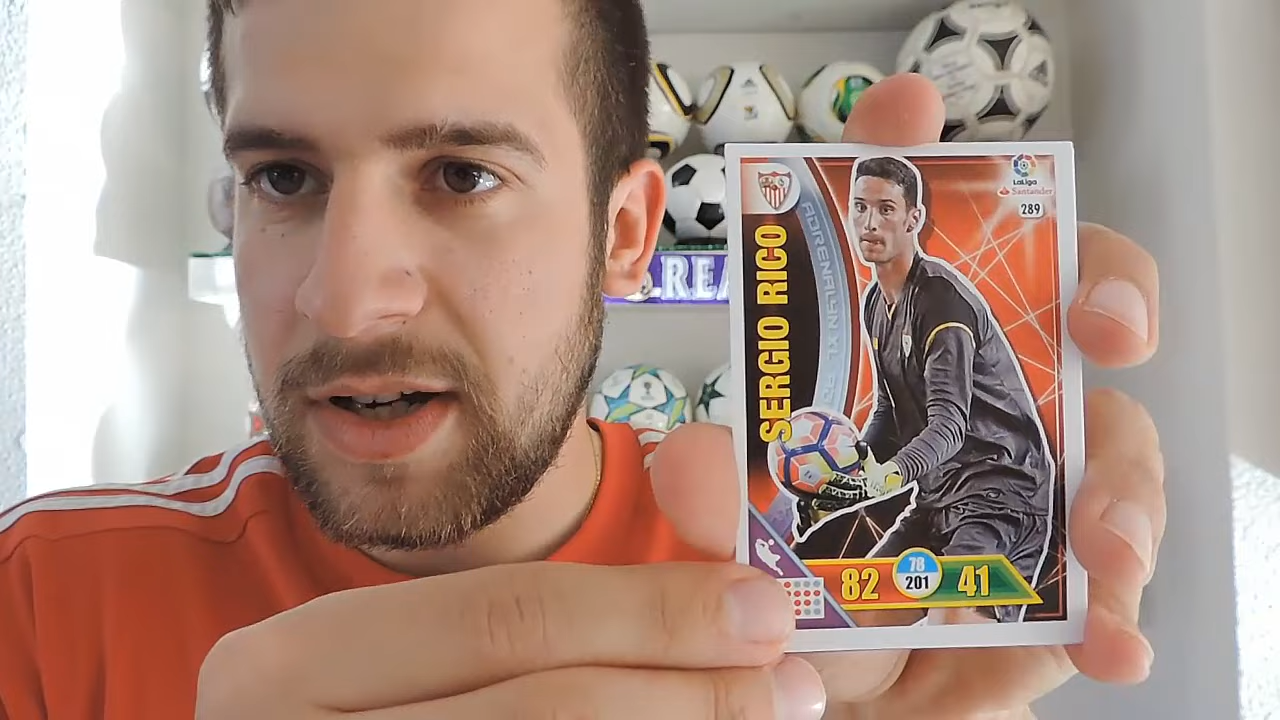 REA
LaLiga
Santander
289
ADRENALYN XL
SERGIO RICO
82
78
201
41